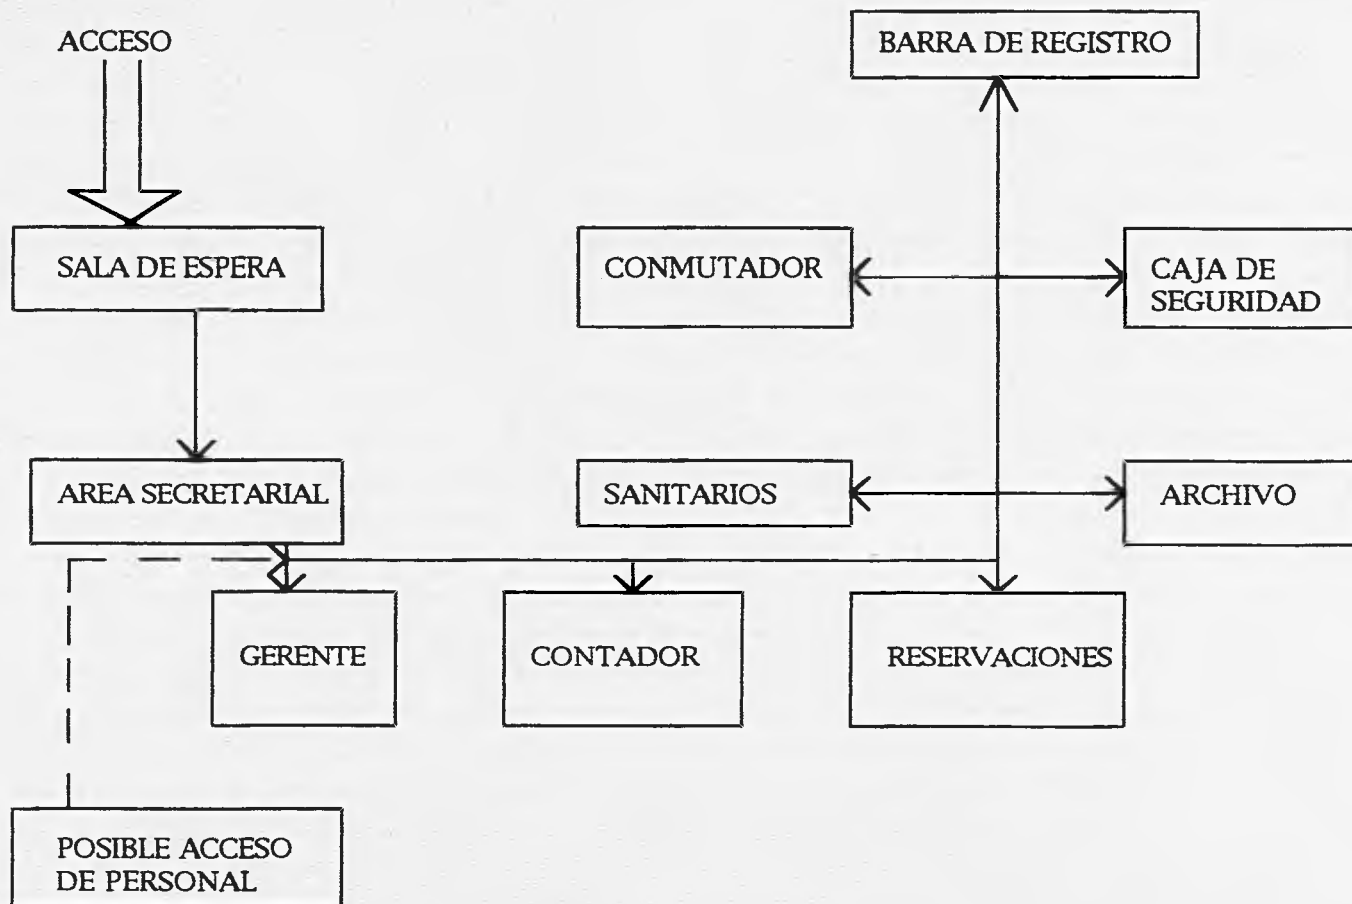 ACCESO
BARRA DE REGISTRO
SALA DE ESPERA
CONMUTADOR
CAJA DE
SEGURIDAD
AREA SECRETARIAL
SANITARIOS
ARCHIVO
GERENTE
CONTADOR
RESERVACIONES
POSIBLE ACCESO
DE PERSONAL